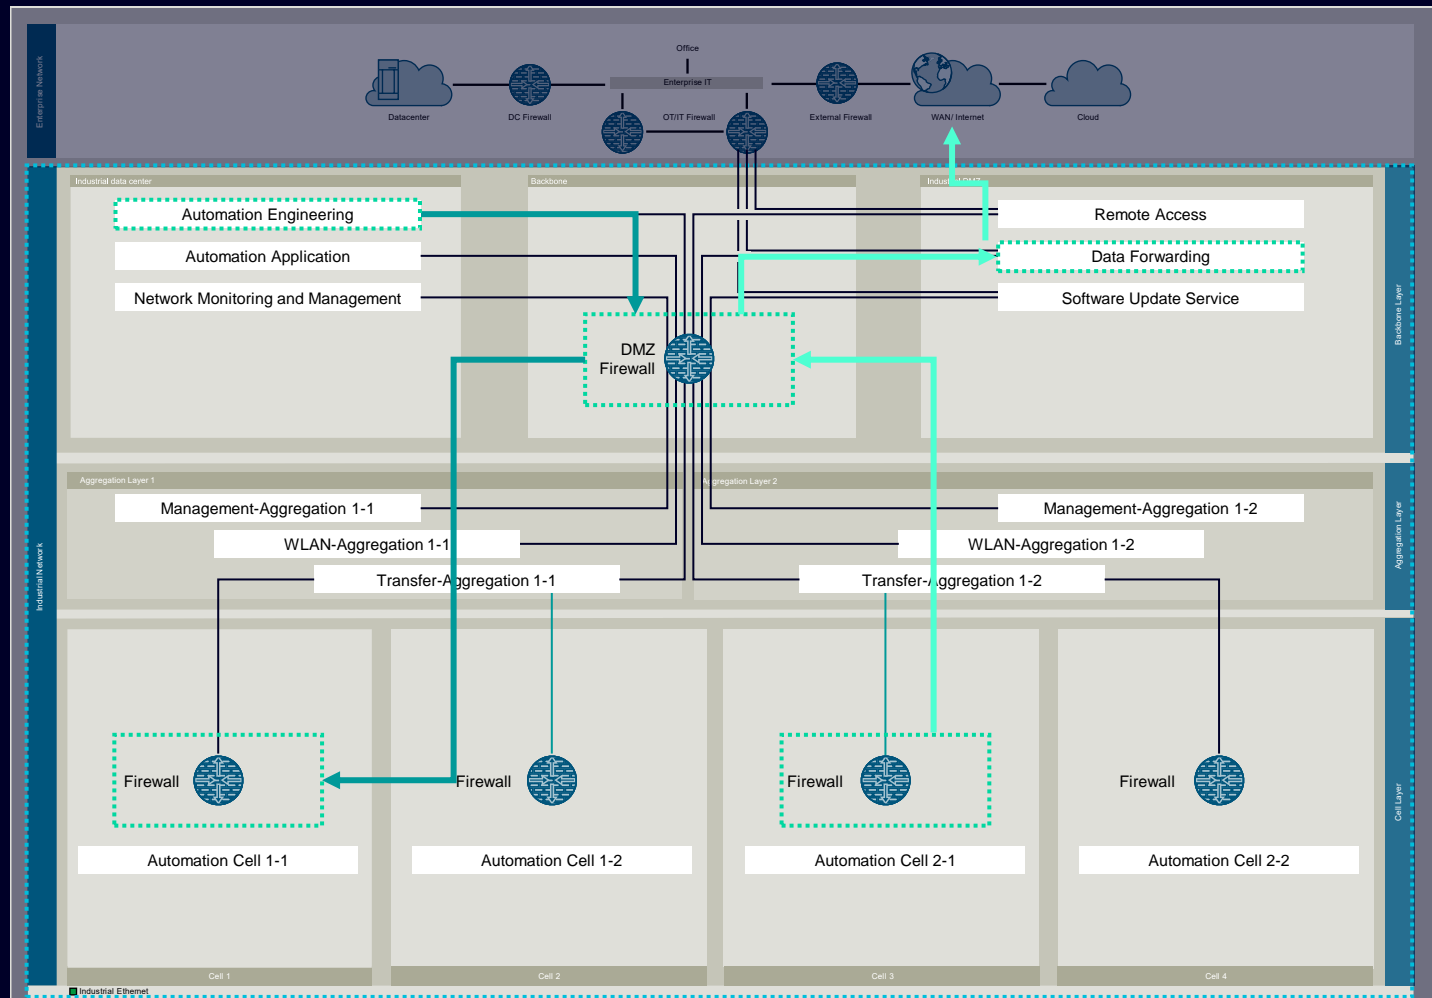 Enterprise Network
Office
Enterprise IT
Datacenter
DC Firewall
OT/IT Firewall
External Firewall
WAN/ Internet
Cloud
Industrial Network
Industrial data center
Backbone
Industrial DMZ
Automation Engineering
Remote Access
Automation Application
Data Forwarding
Network Monitoring and Management
Software Update Service
DMZ
Firewall
Backbone Layer
Aggregation Layer 1
Aggregation Layer 2
Management-Aggregation 1-1
Management-Aggregation 1-2
WLAN-Aggregation 1-1
WLAN-Aggregation 1-2
Transfer-Aggregation 1-1
Transfer-Aggregation 1-2
Aggregation Layer
Firewall
Firewall
Firewall
Firewall
Cell Layer
Automation Cell 1-1
Automation Cell 1-2
Automation Cell 2-1
Automation Cell 2-2
Cell 1
Cell 2
Cell 3
Cell 4
Industrial Ethernet